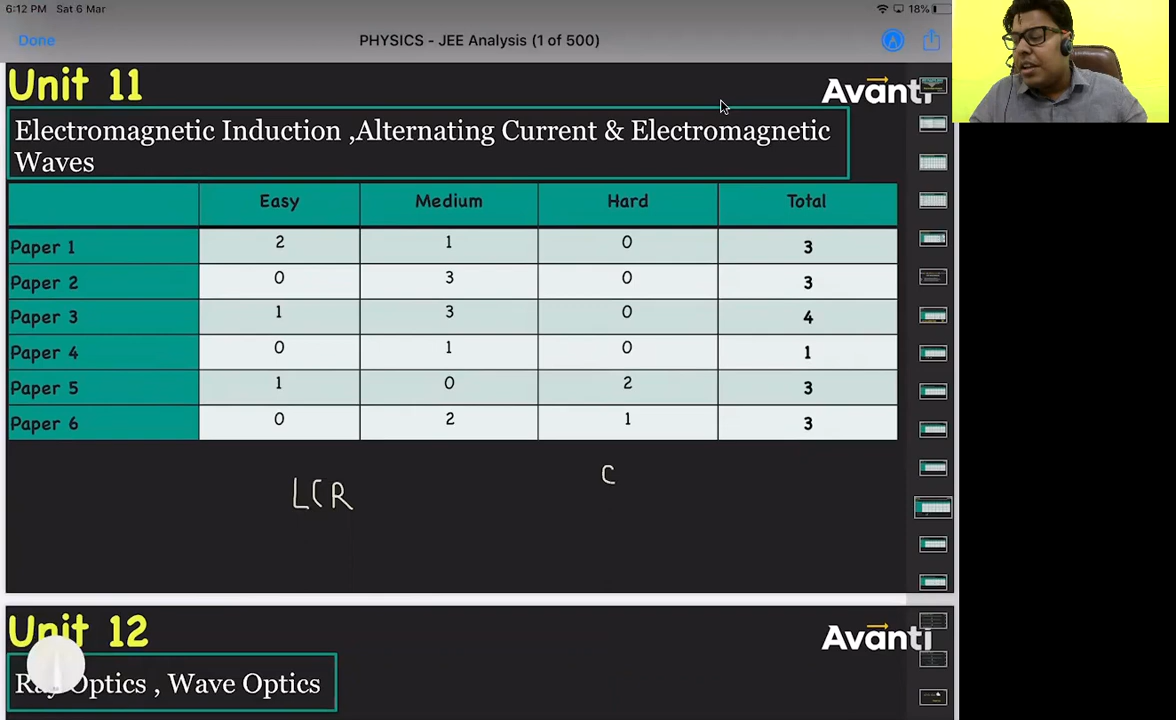 6:12 PM Sat 6 Mar
18%
Done
PHYSICS - JEE Analysis (1 of 500)
Unit 11
Avanti
Electromagnetic Induction ,Alternating Current & Electromagnetic
Waves
Easy Medium Hard Total
Paper 1 2 1 0 3
Paper 2 0 3 0 3
Paper 3 1 3 0 4
Paper 4 0 1 0 1
Paper 5 1 0 2 3
Paper 6 0 2 1 3
C
LCR
Unit 12
Avanti
Ray Optics , Wave Optics